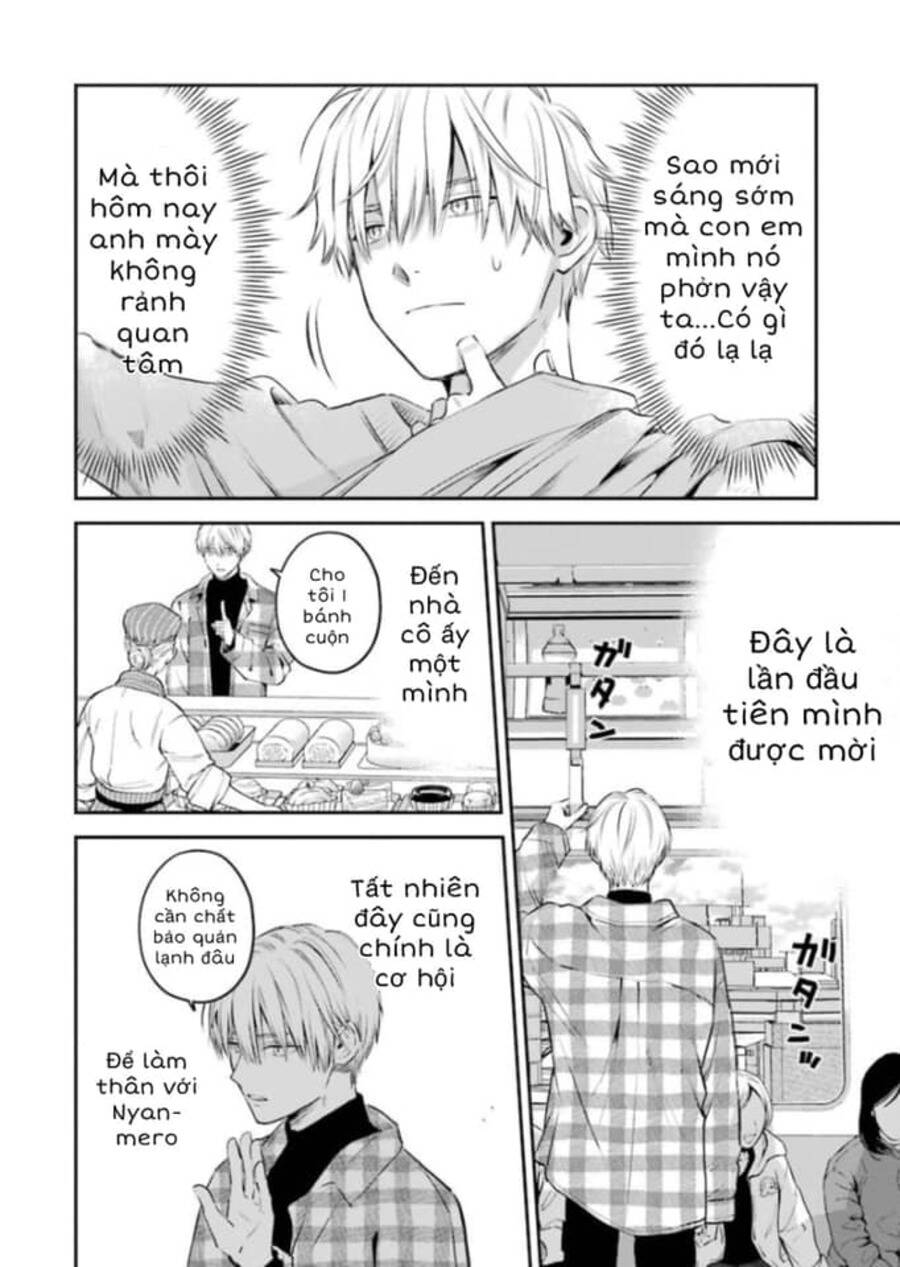 Sao mới
sáng sớm
mà con em
mình nó
phởn vậy
ta...Có gì
đó lạ lạ
Mà thôi
hôm nay
anh mày
không
rảnh
quan
tâm
Đây là
lần đầu
tiên mình
được mời
ガタン
ガタンッ
Đến
nhà
cô ấy
một
mình
Cho
tôi 1
bánh
cuộn
Tất nhiên
đây cũng
chính là
cơ hội
Không
cần chất
bảo quản
lạnh đâu
Để làm
thân với
Nyan-
mero